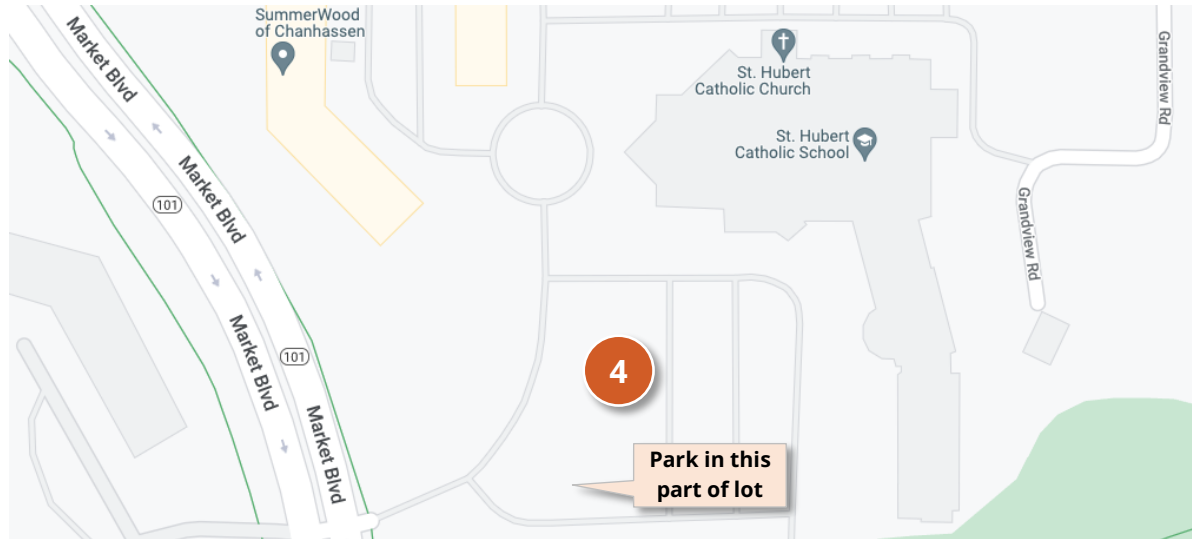 SummerWood
of Chanhassen
Market Blvd
St. Hubert
Catholic Church
Grandview Rd
St. Hubert
Catholic School
Market Blvd
101
Grandview Rd
Market Blvd
101
4
Market Blvd
Park in this
part of lot